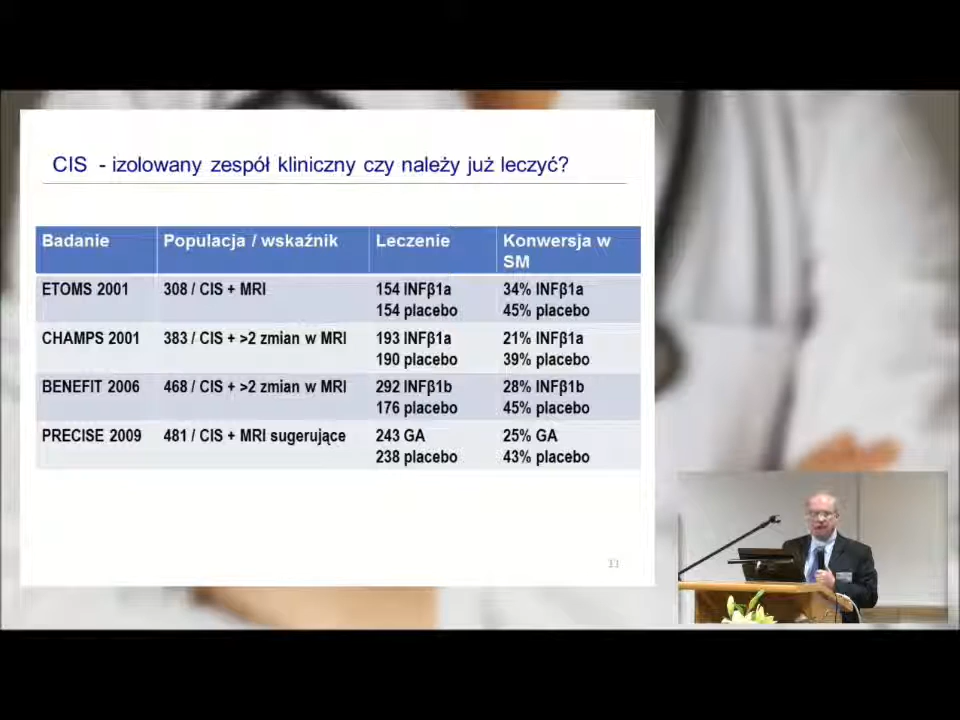 CIS - izolowany zespół kliniczny czy należy już leczyć?
Badanie Populacja / wskaźnik Leczenie Konwersja w SM
ETOMS 2001 308 / CIS + MRI 154 INFβ1a 34% INFβ1a
154 placebo 45% placebo
CHAMPS 2001 383 / CIS + >2 zmian w MRI 193 INFβ1a 21% INFβ1a
190 placebo 39% placebo
BENEFIT 2006 468 / CIS + >2 zmian w MRI 292 INFβ1b 28% INFβ1b
176 placebo 45% placebo
PRECISE 2009 481 / CIS + MRI sugerujące 243 GA 25% GA
238 placebo 43% placebo
11